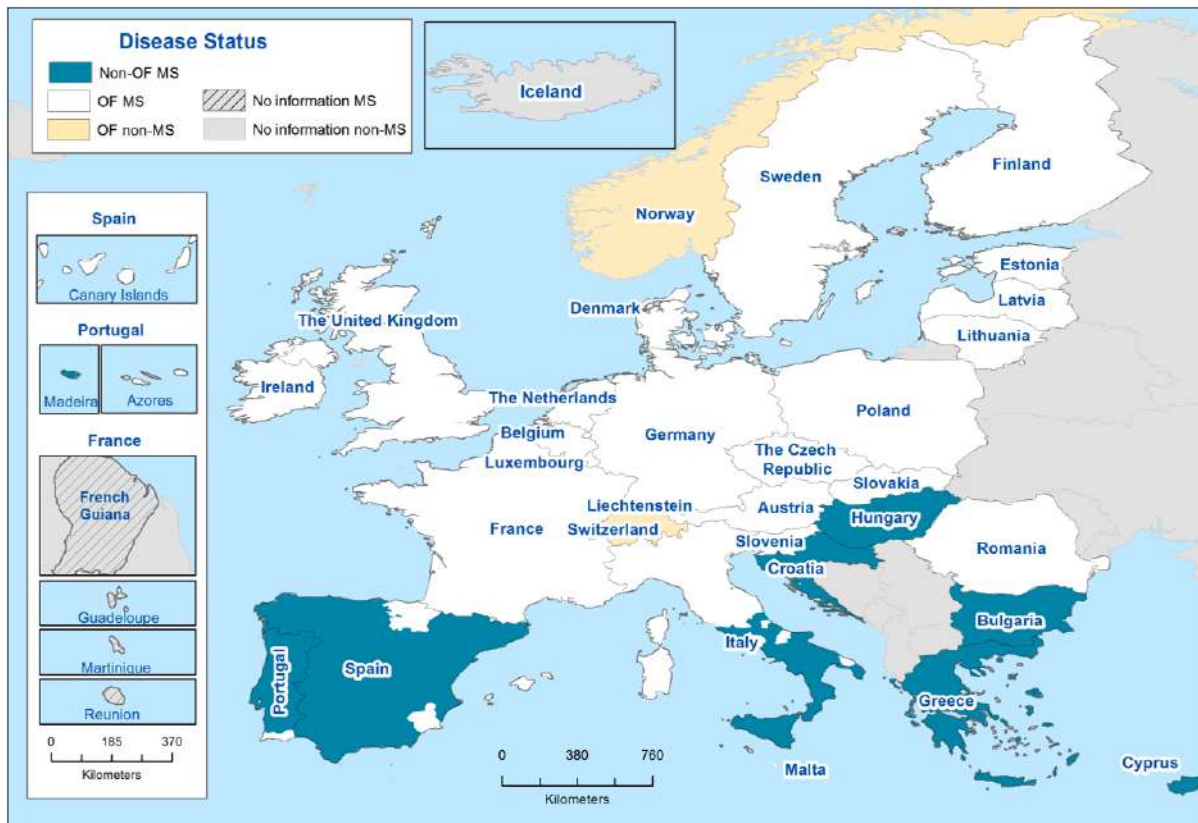 Disease Status
Non-OF MS
OF MS
No information MS
OF non-MS
No information non-MS
Iceland
Finland
Sweden
Norway
Spain
Canary Islands
Estonia
Latvia
Denmark
The United Kingdom
Portugal
Lithuania
Madeira
Azores
Ireland
The Netherlands
Poland
Belgium
Germany
France
The Czech
Republic
Luxembourg
Slovakia
French
Guiana
Liechtenstein
Austria
Hungary
France
Switzerland
Slovenia
Romania
Croatia
Guadeloupe
Bulgaria
Italy
Martinique
Portugal
Spain
Greece
Reunion
0 185 370
Kilometers
0 380 760
Kilometers
Malta
Cyprus